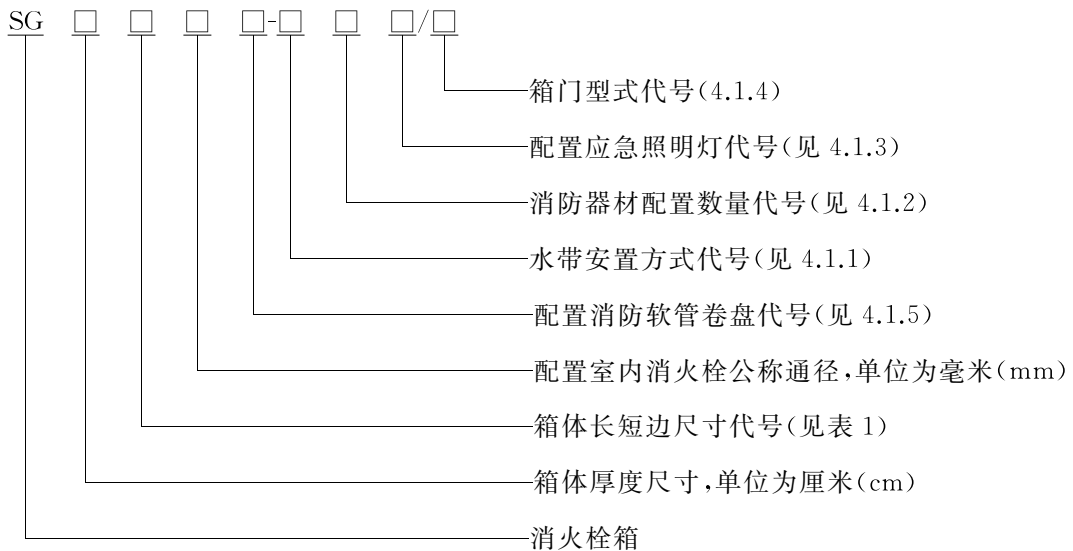 SG □ □ □ □-□ □ □/□
箱门型式代号(4.1.4)
配置应急照明灯代号(见 4.1.3)
消防器材配置数量代号(见 4.1.2)
水带安置方式代号(见 4.1.1)
配置消防软管卷盘代号(见 4.1.5)
配置室内消火栓公称通径,单位为毫米(mm)
箱体长短边尺寸代号(见表 1)
箱体厚度尺寸,单位为厘米(cm)
消火栓箱